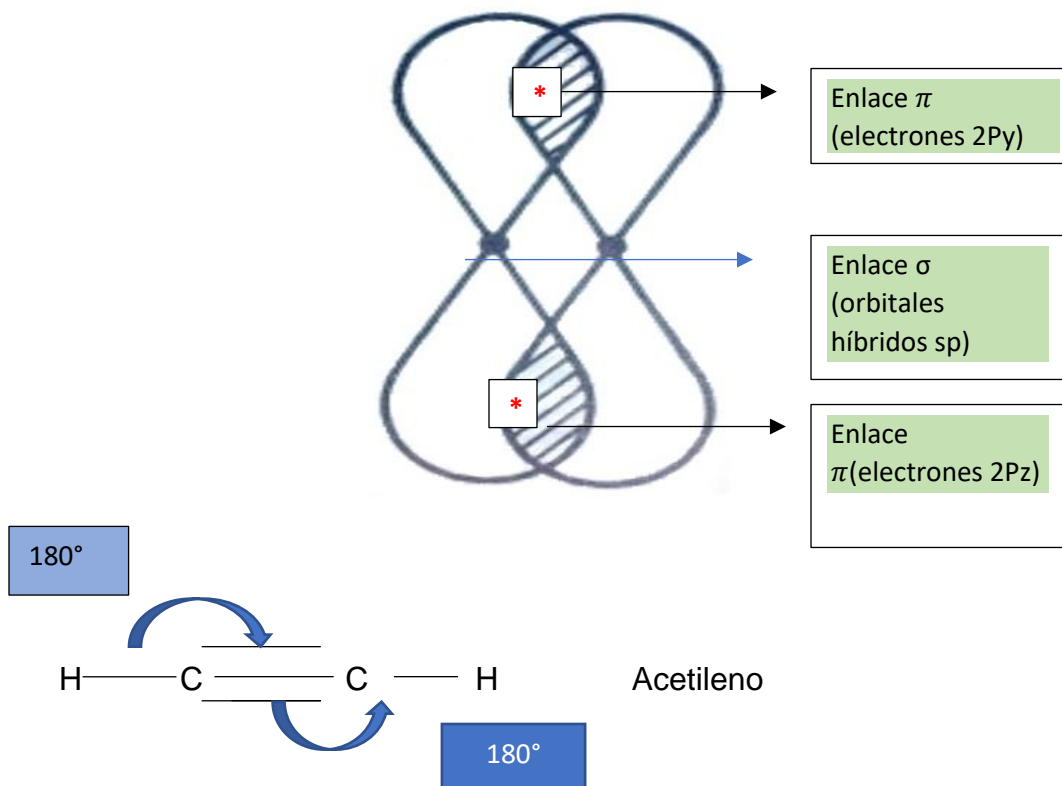 *
Enlace 𝜋
(electrones 2Py)
Enlace σ
(orbitales
híbridos sp)
*
Enlace
𝜋(electrones 2Pz)
180°
H C C H Acetileno
180°